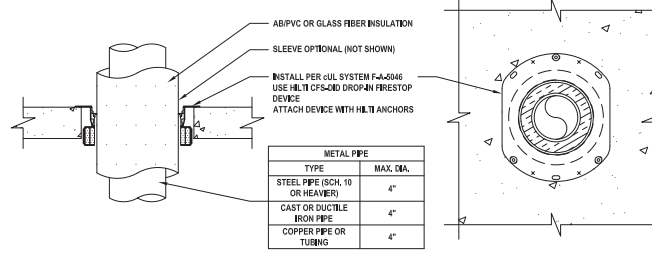 AB/PVC OR GLASS FIBER INSULATION
SLEEVE OPTIONAL (NOT SHOWN)
INSTALL PER cUL SYSTEM F-A-5046
USE HILTI CFS-DID DROP-IN FIRESTOP
DEVICE
ATTACH DEVICE WITH HILTI ANCHORS
METAL PIPE
TYPE MAX. DIA.
STEEL PIPE (SCH. 10
OR HEAVIER) 4"
CAST OR DUCTILE
IRON PIPE 4"
COPPER PIPE OR
TUBING 4"